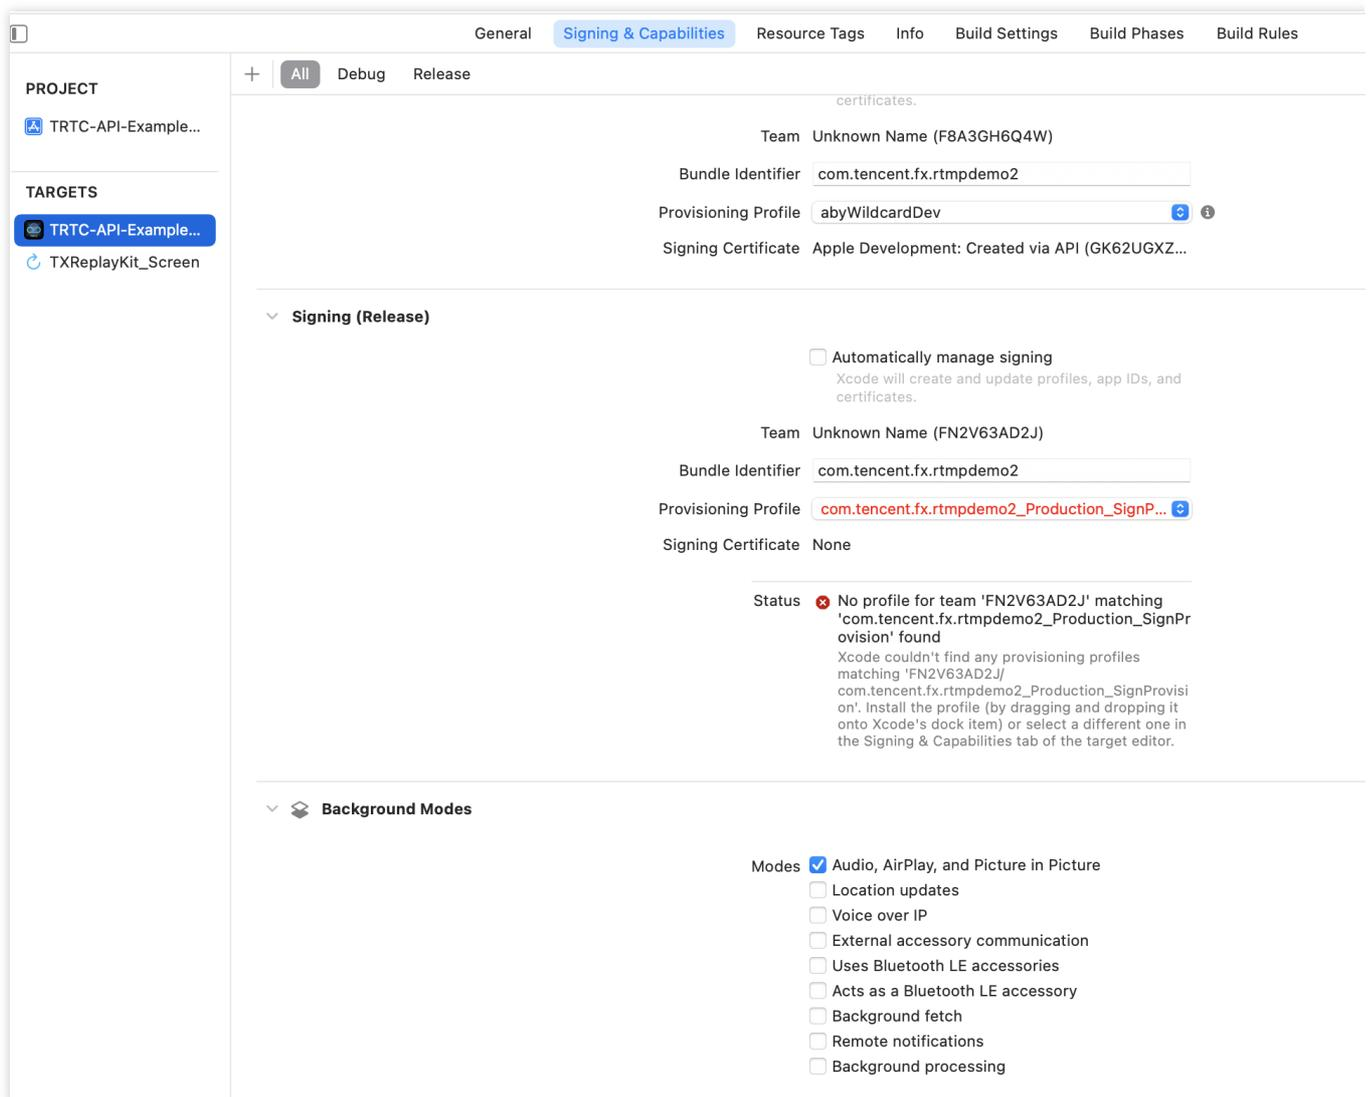 General
Signing & Capabilities
Resource Tags
Info
Build Settings
Build Phases
Build Rules
PROJECT
TRTC-API-Example...
TARGETS
TRTC-API-Example...
TXReplayKit_Screen
All
Debug
Release
certificates.
Team
Unknown Name (F8A3GH6Q4W)
Bundle Identifier
com.tencent.fx.rtmpdemo2
Provisioning Profile
abyWildcardDev
Signing Certificate
Apple Development: Created via API (GK62UGXZ...
Signing (Release)
Automatically manage signing
Xcode will create and update profiles, app IDs, and
certificates.
Team
Unknown Name (FN2V63AD2J)
Bundle Identifier
com.tencent.fx.rtmpdemo2
Provisioning Profile
com.tencent.fx.rtmpdemo2_Production_SignP...
Signing Certificate
None
Status
No profile for team 'FN2V63AD2J' matching
'com.tencent.fx.rtmpdemo2_Production_SignPr
ovision' found
Xcode couldn't find any provisioning profiles
matching 'FN2V63AD2J/
com.tencent.fx.rtmpdemo2_Production_SignProvisi
on'. Install the profile (by dragging and dropping it
onto Xcode's dock item) or select a different one in
the Signing & Capabilities tab of the target editor.
Background Modes
Modes
Audio, AirPlay, and Picture in Picture
Location updates
Voice over IP
External accessory communication
Uses Bluetooth LE accessories
Acts as a Bluetooth LE accessory
Background fetch
Remote notifications
Background processing